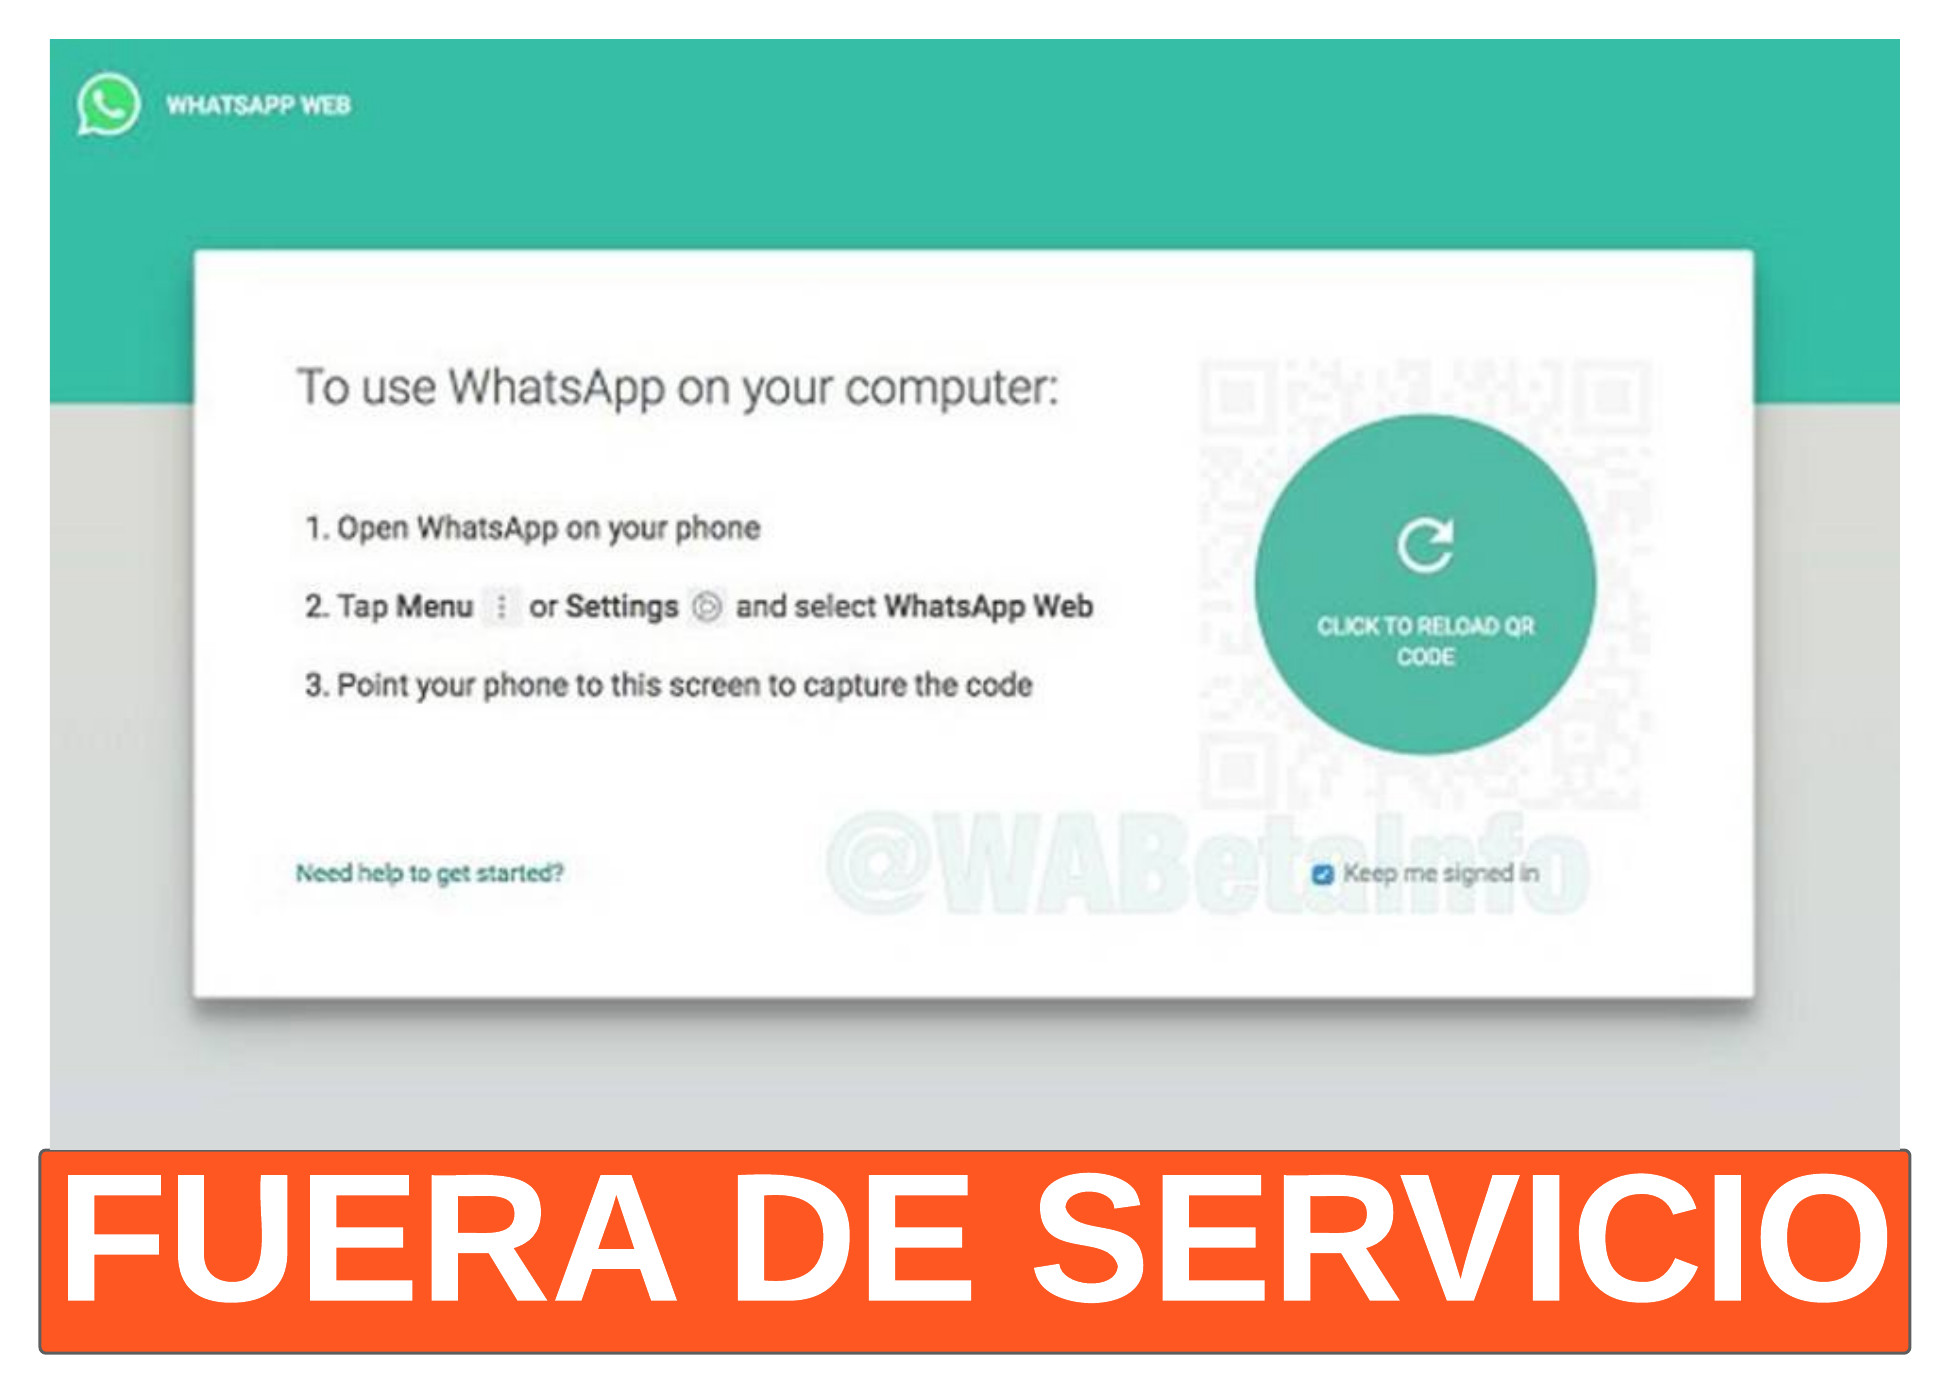 WHATSAPP WEB
To use WhatsApp on your computer:
1. Open WhatsApp on your phone
2. Tap Menu or Settings and select WhatsApp Web
3. Point your phone to this screen to capture the code
CLICK TO RELOAD QR
CODE
@WABetaInfo
Need help to get started?
Keep me signed in
FUERA DE SERVICIO